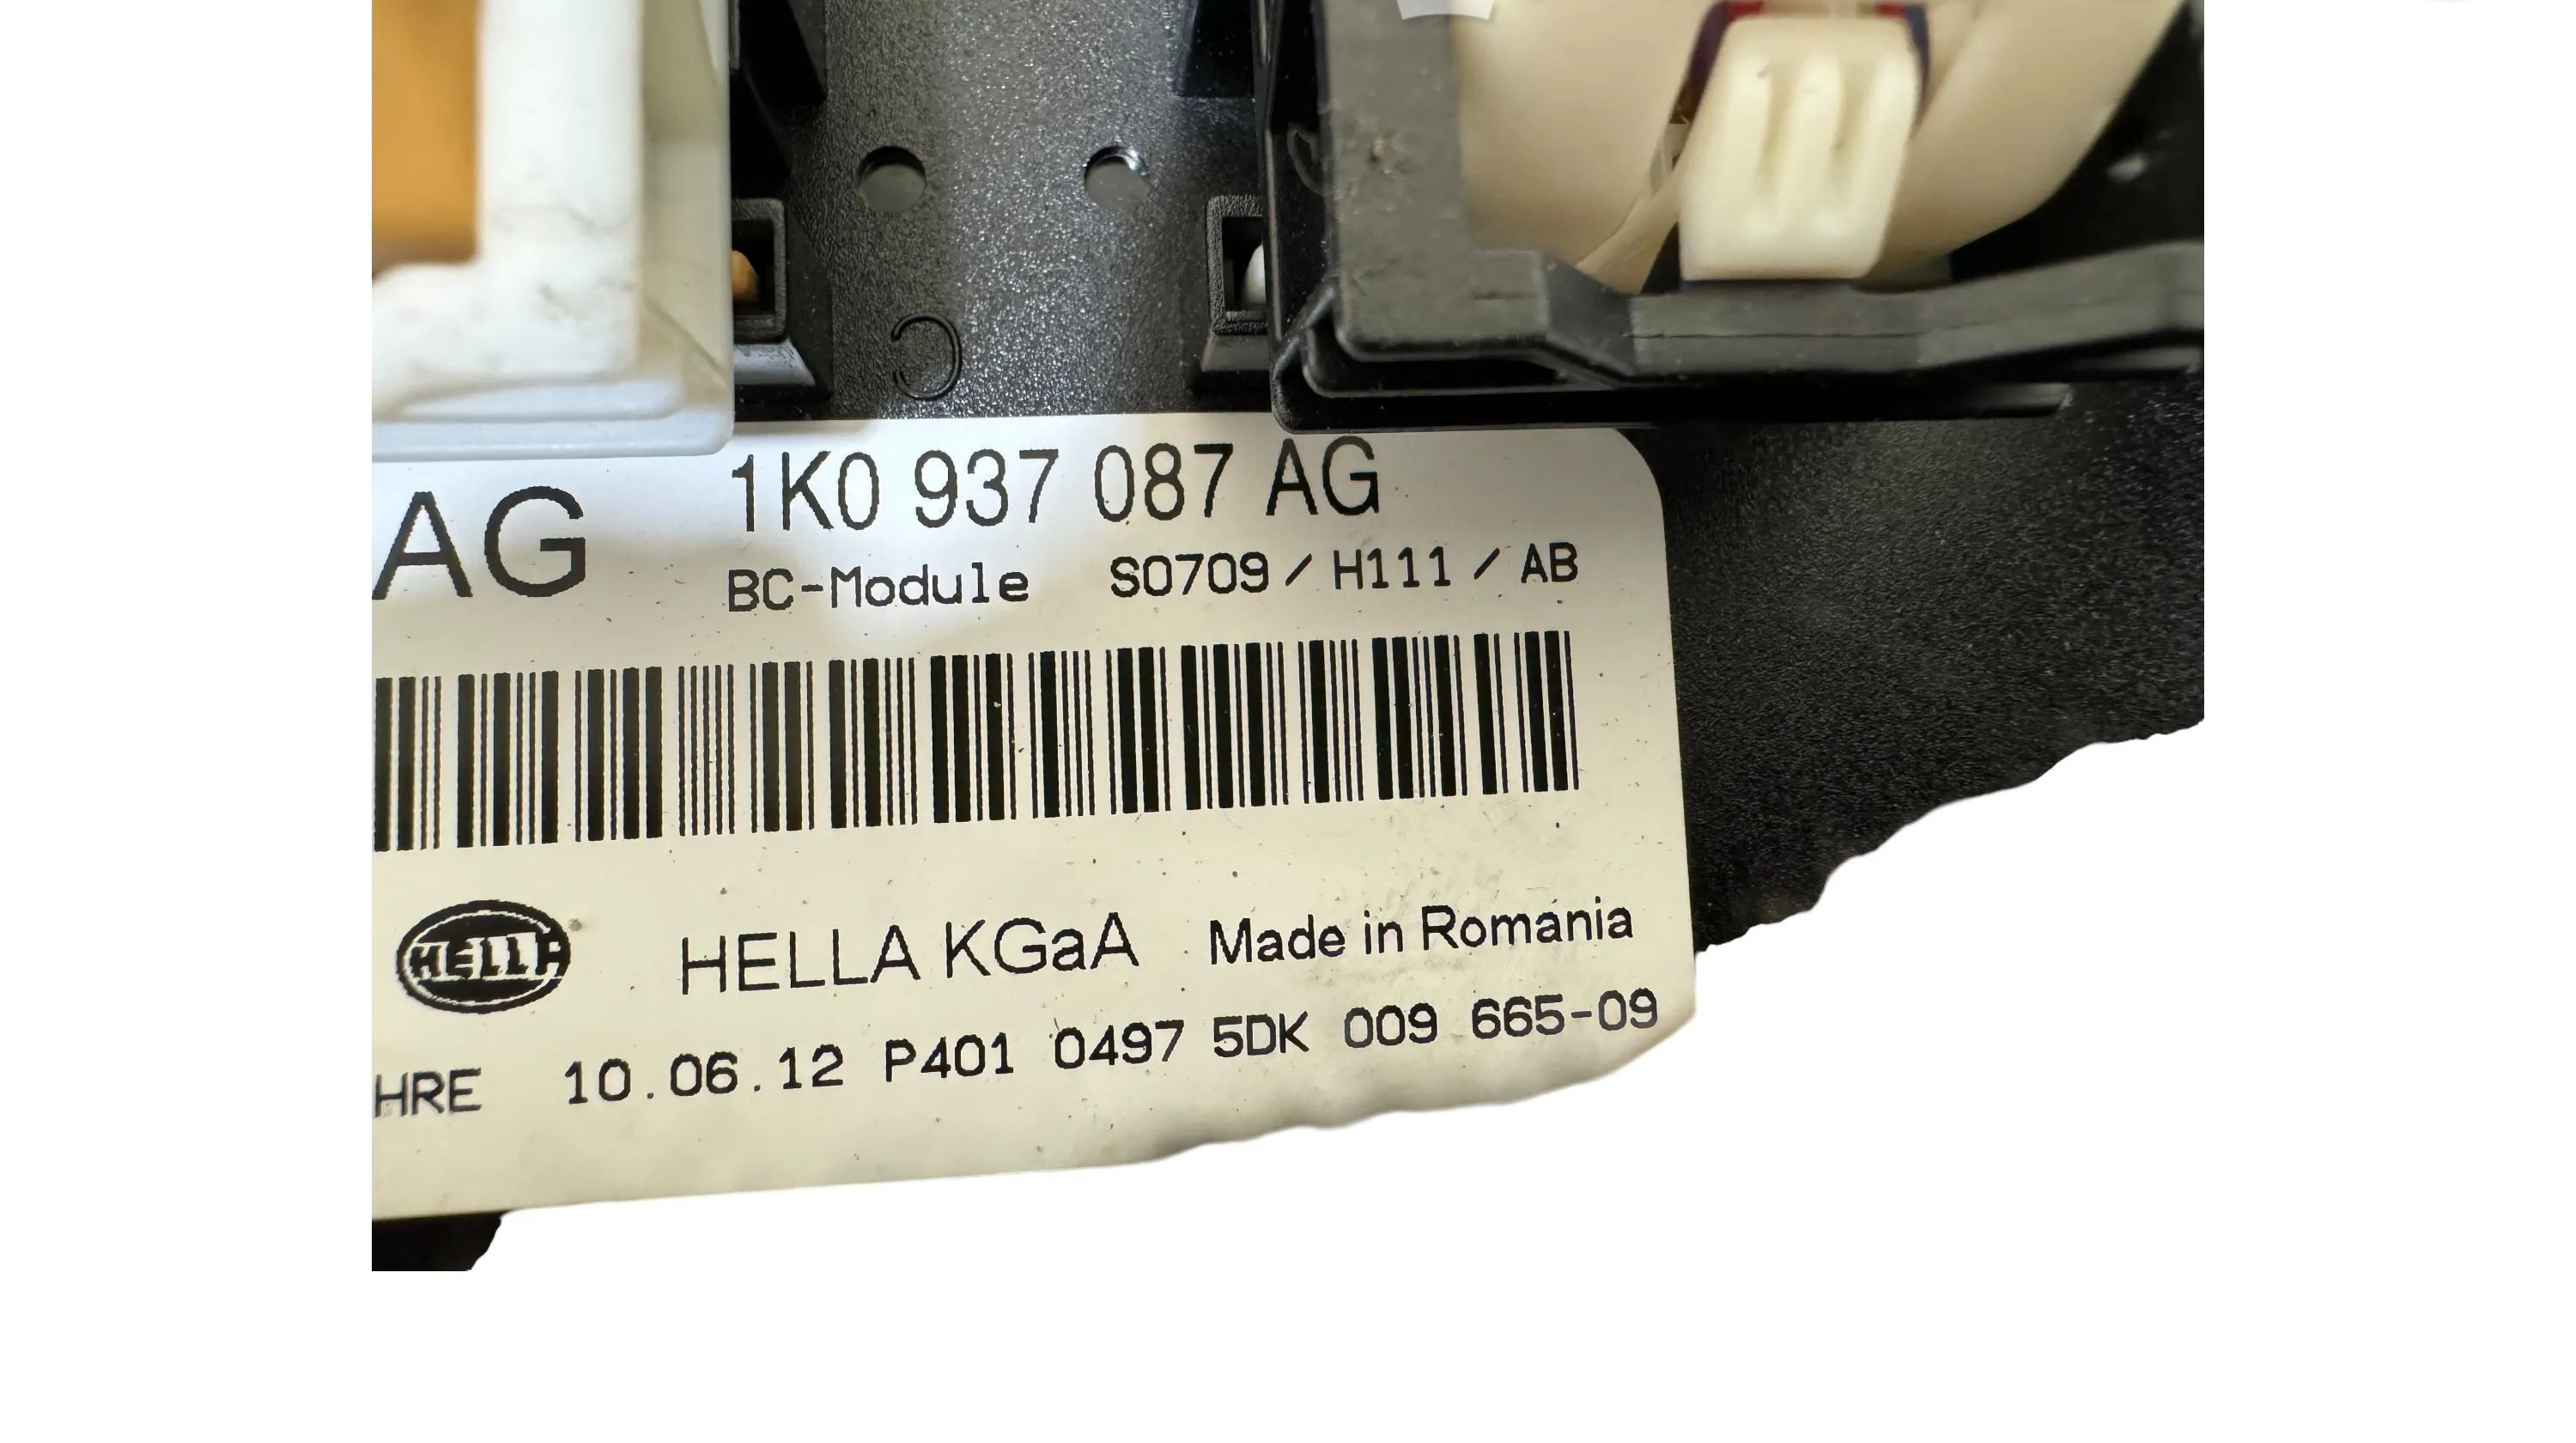 C
AG 1K0 937 087 AG
BC-Module S0709 / H111 / AB
HELLA HELLA KGaA Made in Romania
HRE 10.06.12 P401 0497 5DK 009 665-09